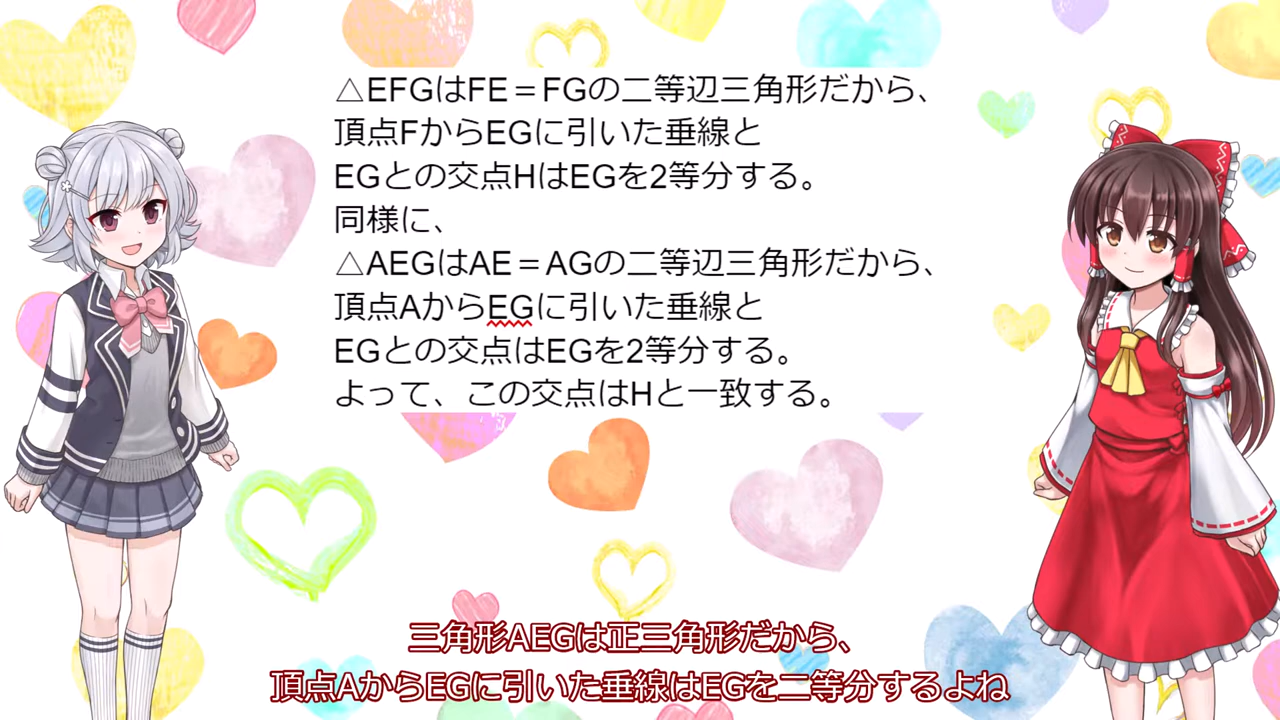 △EFGはFE＝FGの二等辺三角形だから、
頂点FからEGに引いた垂線と
EGとの交点HはEGを2等分する。
同様に、
△AEGはAE＝AGの二等辺三角形だから、
頂点AからEGに引いた垂線と
EGとの交点はEGを2等分する。
よって、この交点はHと一致する。
三角形AEGは正三角形だから、
頂点AからEGに引いた垂線はEGを二等分するよね